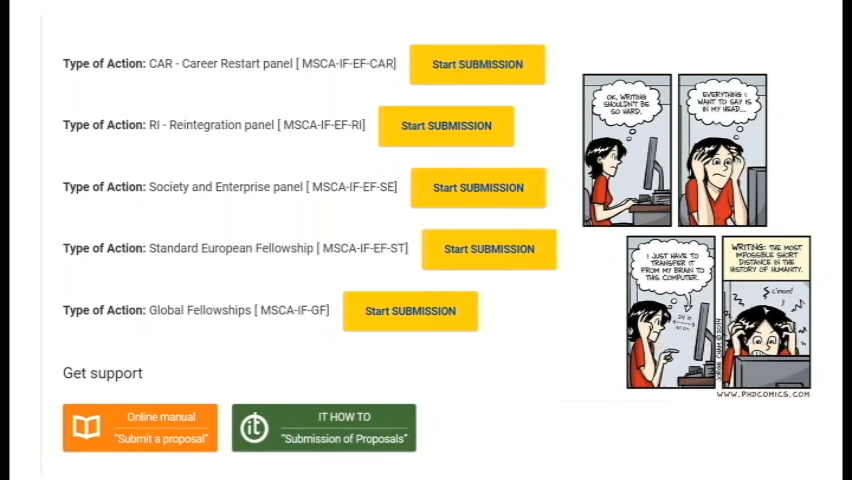 Type of Action: CAR - Career Restart panel [ MSCA-IF-EF-CAR]
Start SUBMISSION
Type of Action: RI - Reintegration panel [ MSCA-IF-EF-RI]
Start SUBMISSION
Type of Action: Society and Enterprise panel [ MSCA-IF-EF-SE]
Start SUBMISSION
Type of Action: Standard European Fellowship [ MSCA-IF-EF-ST]
Start SUBMISSION
Type of Action: Global Fellowships [ MSCA-IF-GF]
Start SUBMISSION
Get support
Online manual
"Submit a proposal"
it
IT HOW TO
"Submission of Proposals"
OK, WRITING
SHOULDN'T BE
SO HARD.
EVERYTHING I
WANT TO SAY IS
IN MY HEAD...
I JUST HAVE TO
TRANSFER IT
FROM MY BRAIN TO
THIS COMPUTER.
WRITING: THE MOST
IMPOSSIBLE SHORT
DISTANCE IN THE
HISTORY OF HUMANITY.
c'mon!
JORGE CHAM © 2014
WWW.PHDCOMICS.COM